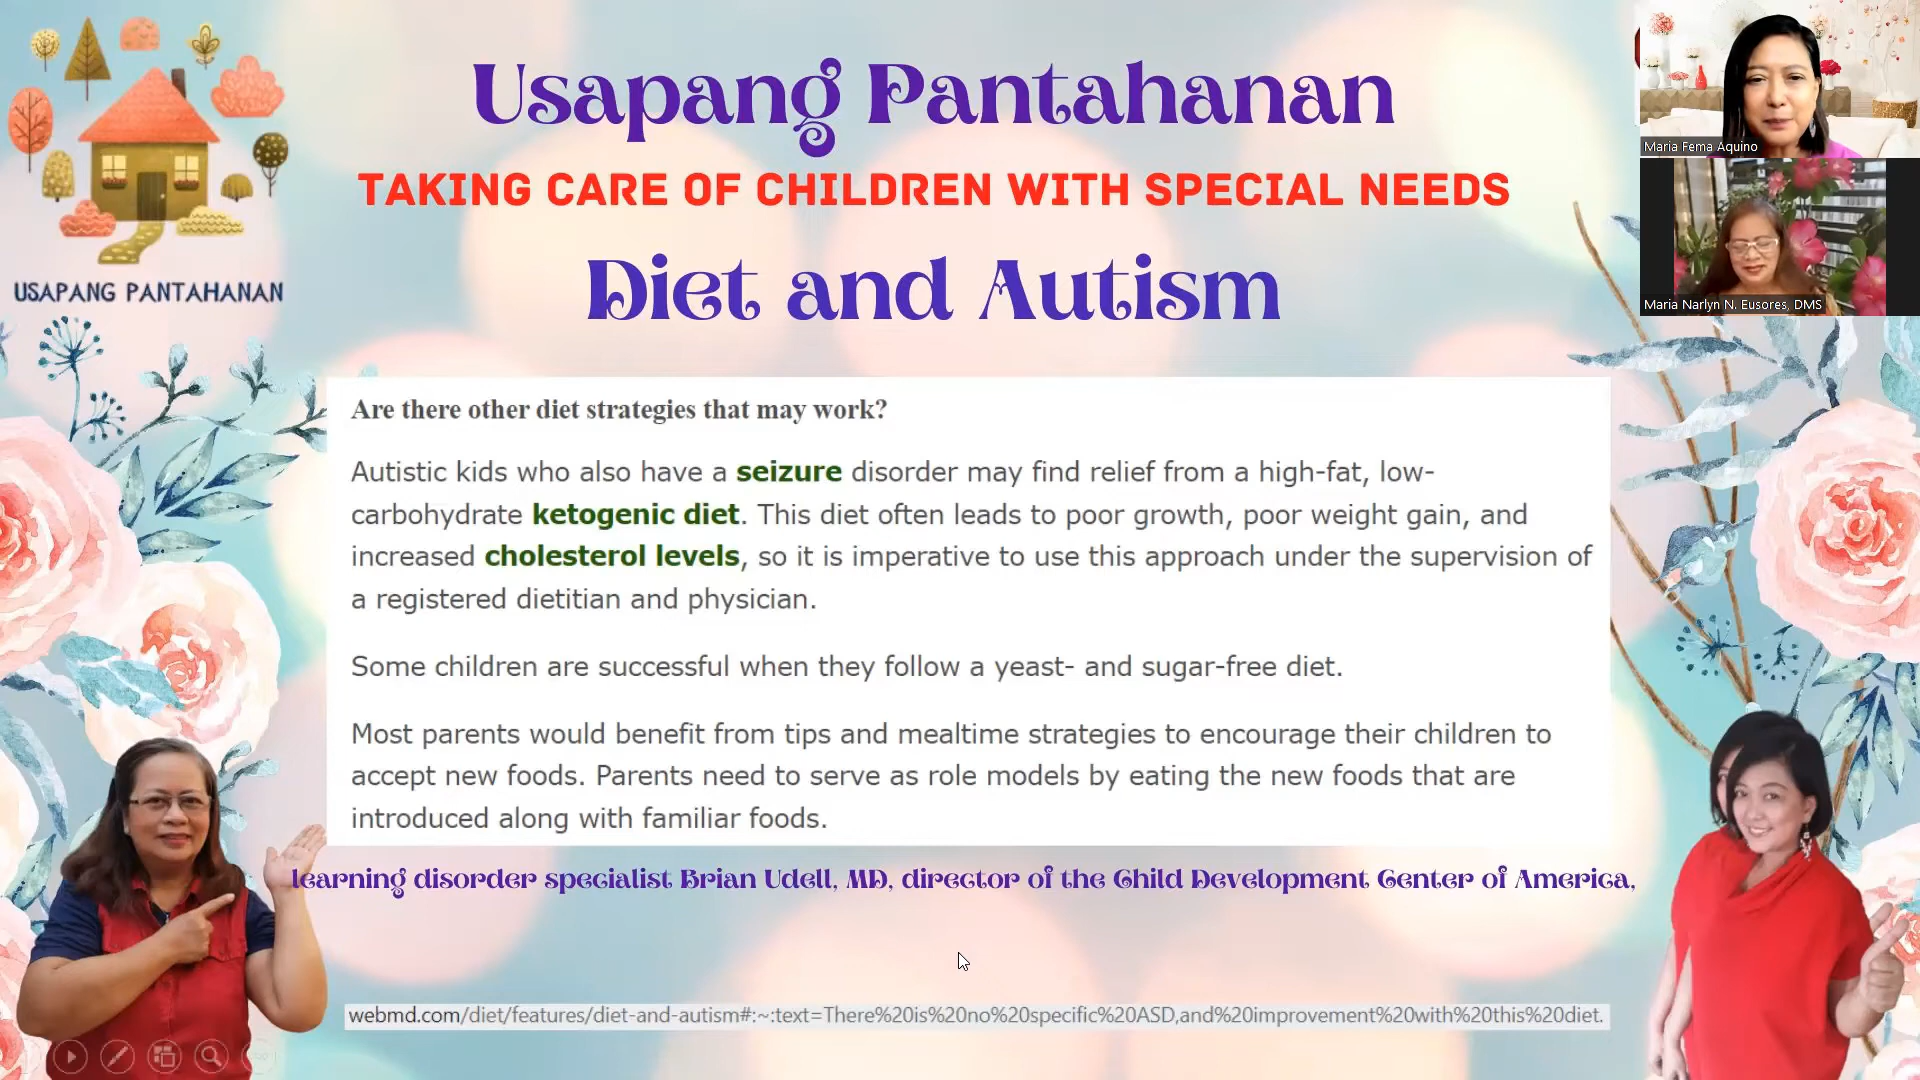 Usapang Pantahanan
TAKING CARE OF CHILDREN WITH SPECIAL NEEDS
Diet and Autism
USAPANG PANTAHANAN
Maria Fema Aquino
Maria Narlyn N. Eusores, DMS
Are there other diet strategies that may work?
Autistic kids who also have a seizure disorder may find relief from a high-fat, low-
carbohydrate ketogenic diet. This diet often leads to poor growth, poor weight gain, and
increased cholesterol levels, so it is imperative to use this approach under the supervision of
a registered dietitian and physician.
Some children are successful when they follow a yeast- and sugar-free diet.
Most parents would benefit from tips and mealtime strategies to encourage their children to
accept new foods. Parents need to serve as role models by eating the new foods that are
introduced along with familiar foods.
learning disorder specialist Brian Udell, MD, director of the Child Development Center of America,
webmd.com/diet/features/diet-and-autism#:~:text=There%20is%20no%20specific%20ASD,and%20improvement%20with%20this%20diet.